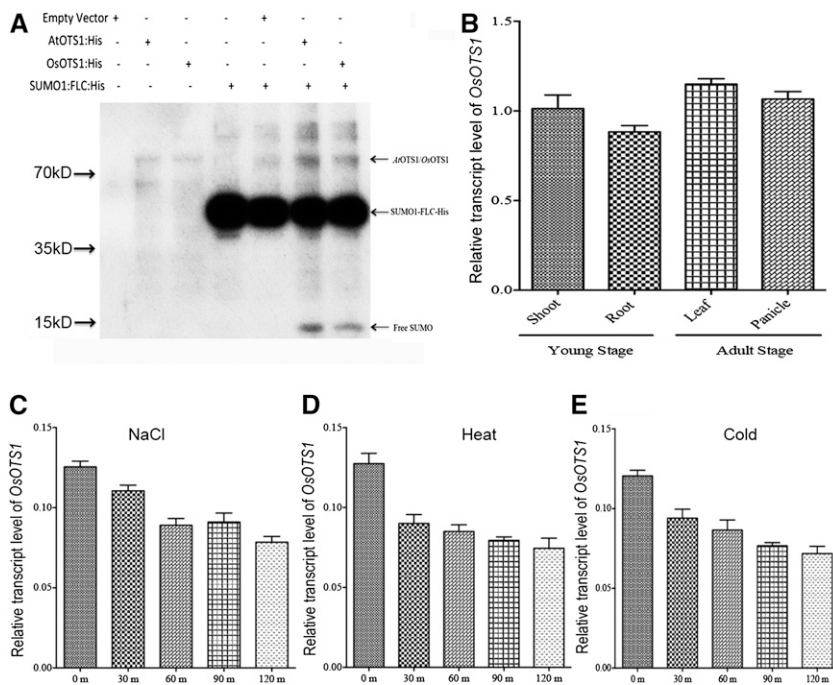 A
Empty Vector + - - - + - -
AtOTS1:His - + - - - + -
OsOTS1:His - - + - - - +
SUMO1:FLC:His - - - + + + +
70kD
35kD
15kD
AtOTS1/OsOTS1
SUMO1-FLC-His
Free SUMO
B
Relative transcript level of OsOTS1
1.5
1.0
0.5
0.0
Shoot Root Leaf Panicle
Young Stage Adult Stage
C
NaCl
Relative transcript level of OsOTS1
0.15
0.10
0.05
0.00
0 m 30 m 60 m 90 m 120 m
D
Heat
Relative transcript level of OsOTS1
0.15
0.10
0.05
0.00
0 m 30 m 60 m 90 m 120 m
E
Cold
Relative transcript level of OsOTS1
0.15
0.10
0.05
0.00
0 m 30 m 60 m 90 m 120 m